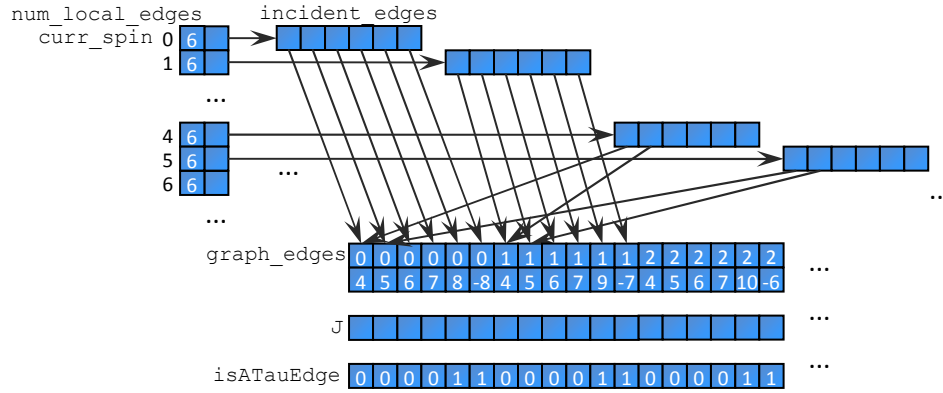 num_local_edges incident_edges
curr_spin 0 6
1 6
...
4 6
5 6
6 6 ...
... ..
graph_edges 0 0 0 0 0 0 1 1 1 1 1 1 2 2 2 2 2 2 ...
4 5 6 7 8 -8 4 5 6 7 9 -7 4 5 6 7 10 -6
J ...
isATauEdge 0 0 0 0 1 1 0 0 0 0 1 1 0 0 0 0 1 1 ...